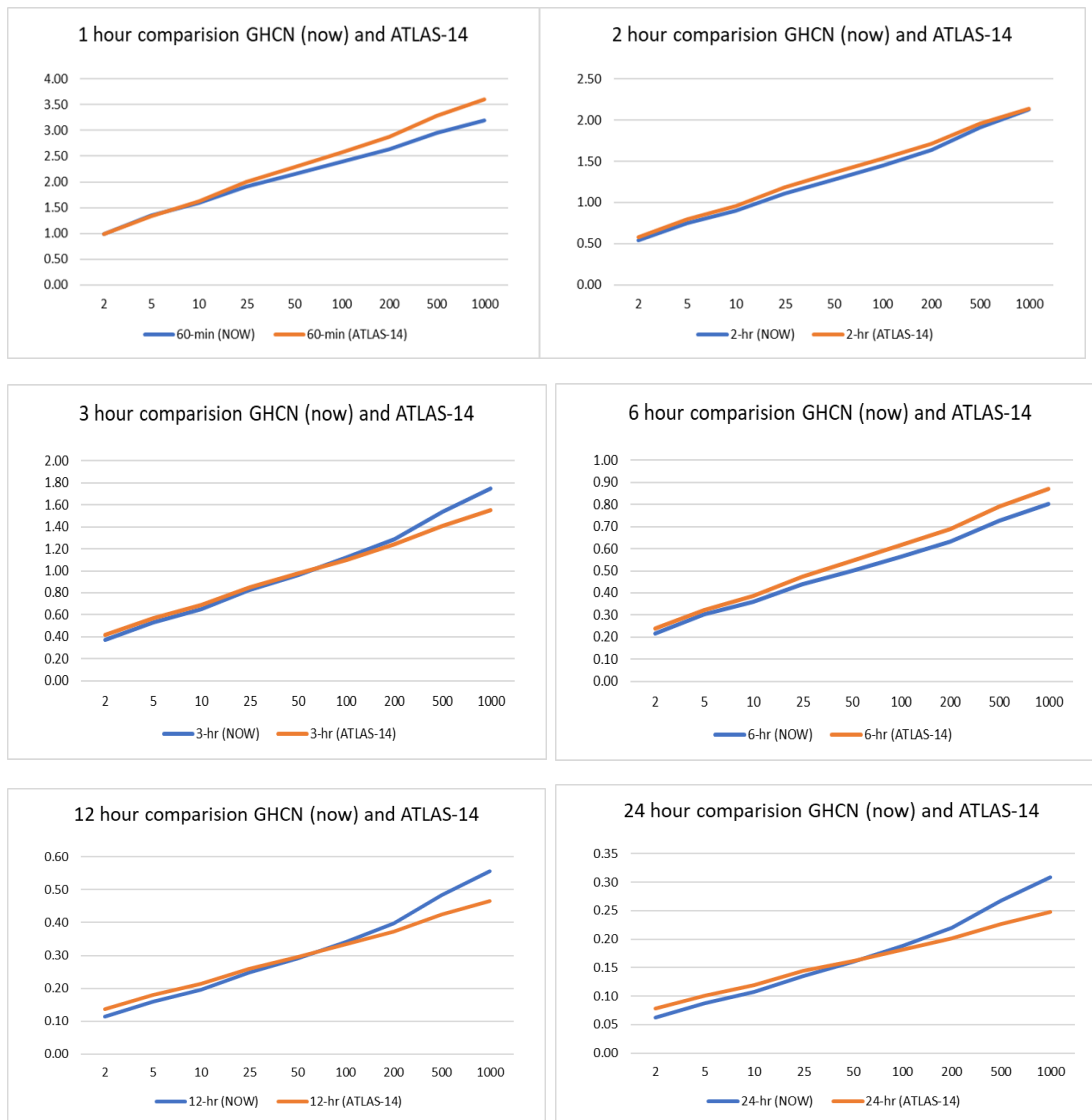 1 hour comparision GHCN (now) and ATLAS-14
4.00
3.50
3.00
2.50
2.00
1.50
1.00
0.50
0.00
2 5 10 25 50 100 200 500 1000
60-min (NOW) 60-min (ATLAS-14)
2 hour comparision GHCN (now) and ATLAS-14
2.50
2.00
1.50
1.00
0.50
0.00
2 5 10 25 50 100 200 500 1000
2-hr (NOW) 2-hr (ATLAS-14)
3 hour comparision GHCN (now) and ATLAS-14
2.00
1.80
1.60
1.40
1.20
1.00
0.80
0.60
0.40
0.20
0.00
2 5 10 25 50 100 200 500 1000
3-hr (NOW) 3-hr (ATLAS-14)
6 hour comparision GHCN (now) and ATLAS-14
1.00
0.90
0.80
0.70
0.60
0.50
0.40
0.30
0.20
0.10
0.00
2 5 10 25 50 100 200 500 1000
6-hr (NOW) 6-hr (ATLAS-14)
12 hour comparision GHCN (now) and ATLAS-14
0.60
0.50
0.40
0.30
0.20
0.10
0.00
2 5 10 25 50 100 200 500 1000
12-hr (NOW) 12-hr (ATLAS-14)
24 hour comparision GHCN (now) and ATLAS-14
0.35
0.30
0.25
0.20
0.15
0.10
0.05
0.00
2 5 10 25 50 100 200 500 1000
24-hr (NOW) 24-hr (ATLAS-14)